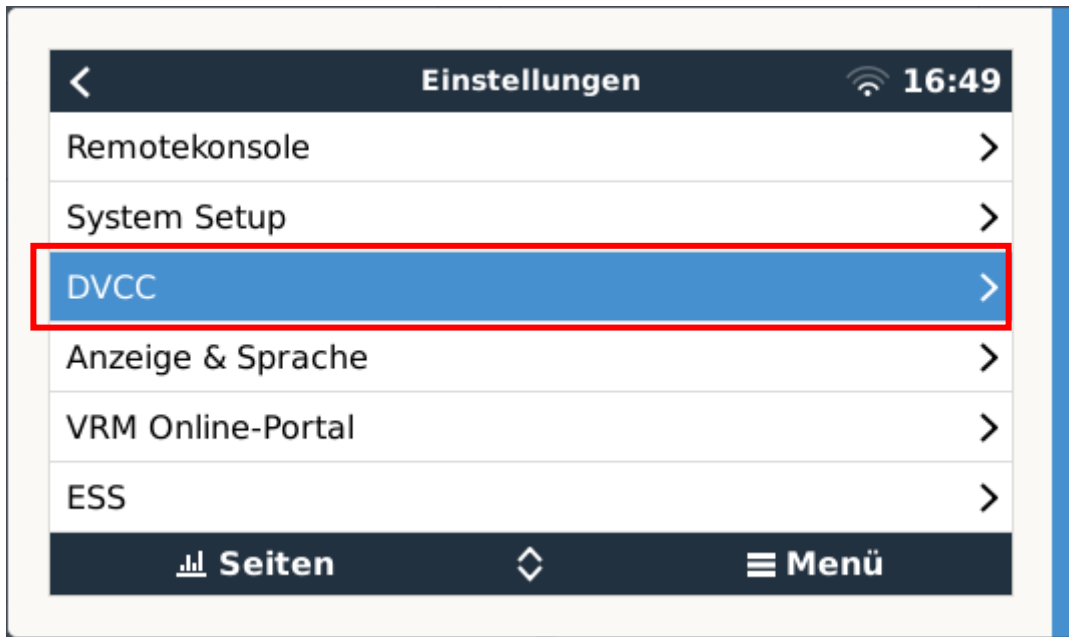 Einstellungen 16:49
Remotekonsole
System Setup
DVCC
Anzeige & Sprache
VRM Online-Portal
ESS
Seiten Menü